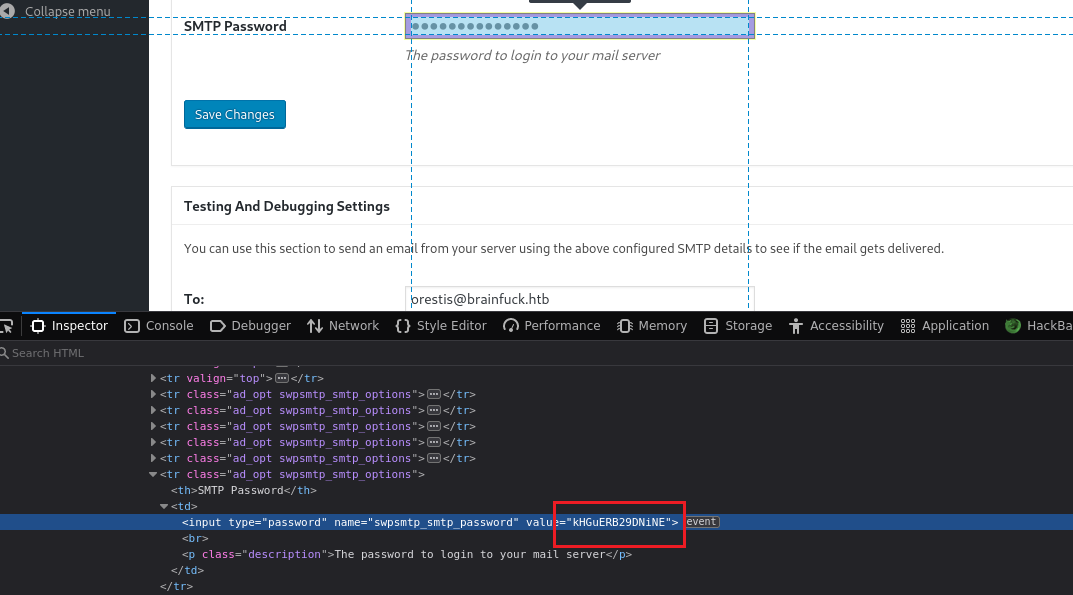 Collapse menu
SMTP Password
The password to login to your mail server
Save Changes
Testing And Debugging Settings
You can use this section to send an email from your server using the above configured SMTP details to see if the email gets delivered.
To:
orestis@brainfuck.htb
Inspector Console Debugger Network Style Editor Performance Memory Storage Accessibility Application HackBa
Search HTML
<tr valign="top"></tr>
<tr class="ad_opt swpsmtp_smtp_options"></tr>
<tr class="ad_opt swpsmtp_smtp_options"></tr>
<tr class="ad_opt swpsmtp_smtp_options"></tr>
<tr class="ad_opt swpsmtp_smtp_options"></tr>
<tr class="ad_opt swpsmtp_smtp_options"></tr>
<tr class="ad_opt swpsmtp_smtp_options">
<th>SMTP Password</th>
<td>
<input type="password" name="swpsmtp_smtp_password" value="kHGuERB29DNiNE"> event
<br>
<p class="description">The password to login to your mail server</p>
</td>
</tr>